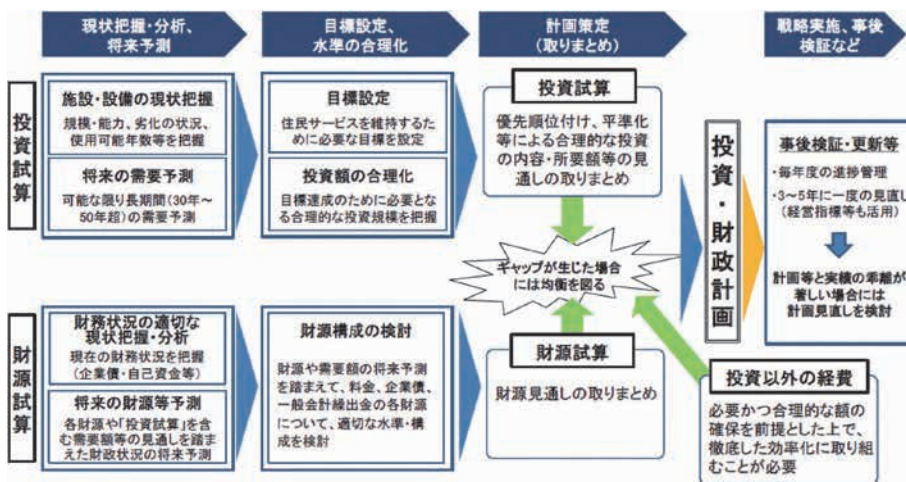 現状把握・分析、
将来予測
目標設定、
水準の合理化
計画策定
(取りまとめ)
戦略実施、事後
検証など
投資試算
施設・設備の現状把握
規模・能力、劣化の状況、
使用可能年数等を把握
将来の需要予測
可能な限り長期間(30年～
50年超)の需要予測
目標設定
住民サービスを維持するた
めに必要な目標を設定
投資額の合理化
目標達成のために必要とな
る合理的な投資規模を把握
投資試算
優先順位付け、平準化
等による合理的な投資
の内容・所要額等の見
通しの取りまとめ
ギャップが生じた場合
には均衡を図る
投資・財政計画
事後検証・更新等
・毎年度の進捗管理
・3～5年に一度の見直し
(経営指標等も活用)
計画等と実績の乖離が
著しい場合には
計画見直しを検討
財源試算
財務状況の適切な
現状把握・分析
現在の財務状況を把握
(企業債・自己資金等)
将来の財源等予測
各財源や「投資試算」を含
む需要額等の見通しを踏ま
えた財政状況の将来予測
財源構成の検討
財源や需要額の将来予測
を踏まえて、料金、企業債、
一般会計繰出金の各財源
について、適切な水準・構
成を検討
財源試算
財源見通しの取りまとめ
投資以外の経費
必要かつ合理的な額の
確保を前提とした上で、
徹底した効率化に取り組
むことが必要